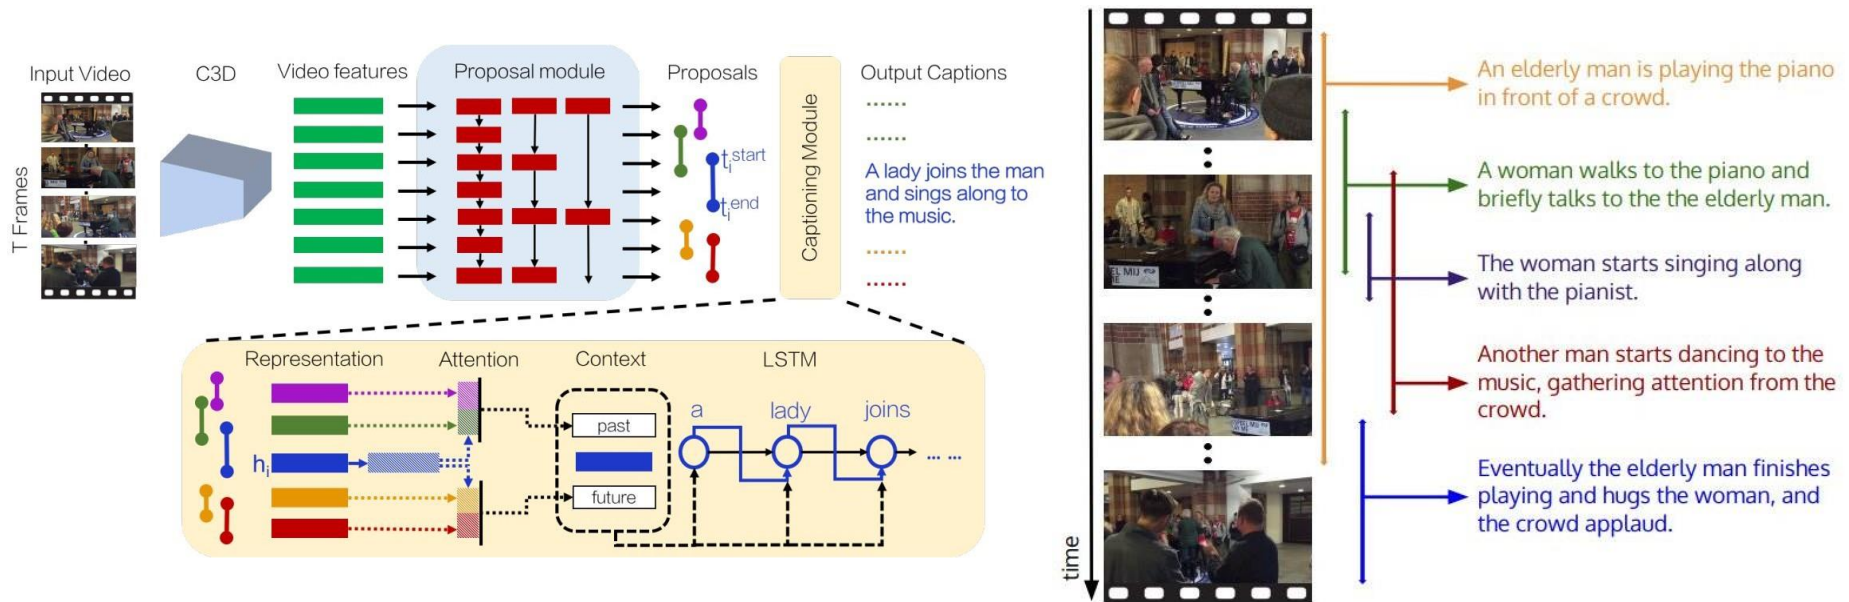 Input Video
C3D
Video features
Proposal module
Proposals
Output Captions
T Frames
t_i^start
t_i^end
Captioning Module
......
......
A lady joins the man
and sings along to
the music.
......
......
Representation
Attention
Context
LSTM
h_i
past
future
a
lady
joins
... ...
time
An elderly man is playing the piano
in front of a crowd.
A woman walks to the piano and
briefly talks to the the elderly man.
The woman starts singing along
with the pianist.
Another man starts dancing to the
music, gathering attention from the
crowd.
Eventually the elderly man finishes
playing and hugs the woman, and
the crowd applaud.